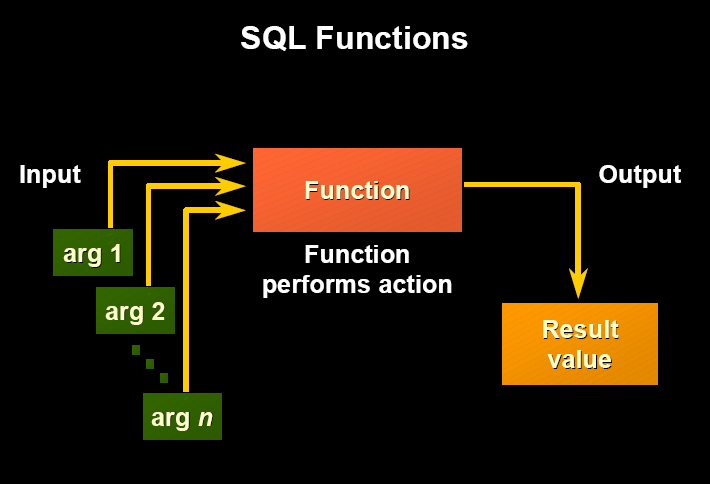 SQL Functions
Input
Function
Output
arg 1
Function
performs action
arg 2
Result
value
arg n